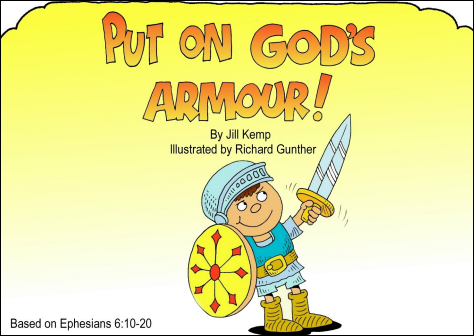 PUT ON GOD'S
ARMOUR!
By Jill Kemp
Illustrated by Richard Gunther
Based on Ephesians 6:10-20